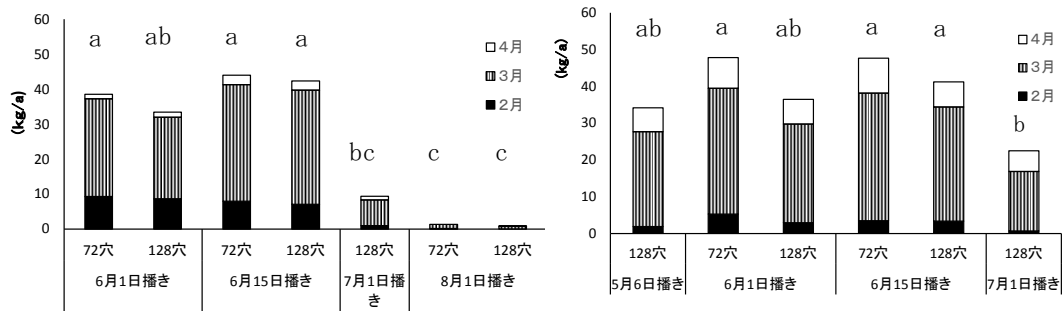 60
50
40
30
20
10
0
(kg/a)
a ab a a bc c c
４月
３月
２月
72穴 128穴 72穴 128穴 128穴 72穴 128穴
6月1日播き 6月15日播き 7月1日播き 8月1日播き
60
50
40
30
20
10
0
(kg/a)
ab a ab a a b
４月
３月
２月
128穴 72穴 128穴 72穴 128穴 128穴
5月6日播き 6月1日播き 6月15日播き 7月1日播き